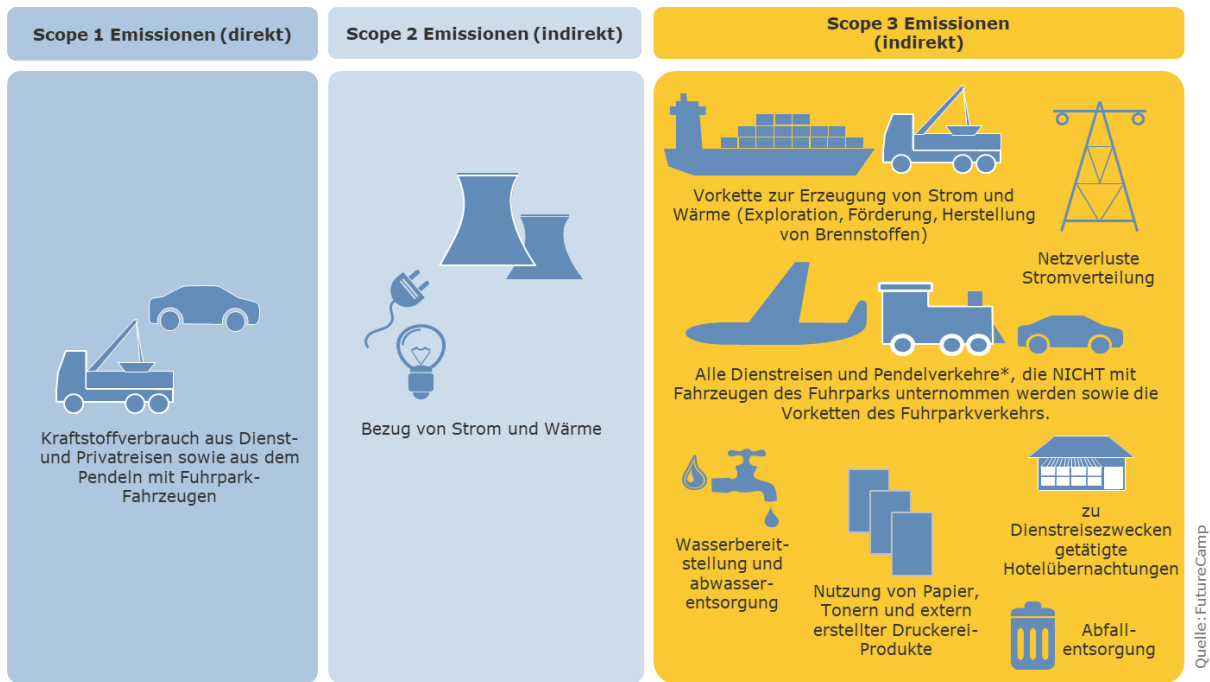 Scope 1 Emissionen (direkt)
Scope 2 Emissionen (indirekt)
Scope 3 Emissionen
(indirekt)
Kraftstoffverbrauch aus Dienst-
und Privatreisen sowie aus dem
Pendeln mit Fuhrpark-
Fahrzeugen
Bezug von Strom und Wärme
Vorkette zur Erzeugung von Strom und
Wärme (Exploration, Förderung, Herstellung
von Brennstoffen)
Netzverluste
Stromverteilung
Alle Dienstreisen und Pendelverkehre*, die NICHT mit
Fahrzeugen des Fuhrparks unternommen werden sowie die
Vorketten des Fuhrparkverkehrs.
Wasserbereit-
stellung und
abwasser-
entsorgung
Nutzung von Papier,
Tonern und extern
erstellter Druckerei-
Produkte
zu
Dienstreisezwecken
getätigte
Hotelübernachtungen
Abfall-
entsorgung
Quelle: FutureCamp